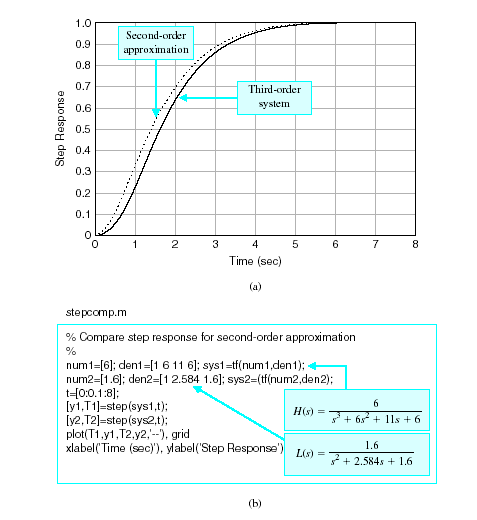 1.0
0.9
0.8
0.7
0.6
0.5
0.4
0.3
0.2
0.1
0
Step Response
Second-order
approximation
Third-order
system
0 1 2 3 4 5 6 7 8
Time (sec)
(a)
stepcomp.m
% Compare step response for second-order approximation
%
num1=[6]; den1=[1 6 11 6]; sys1=tf(num1,den1);
num2=[1.6]; den2=[1 2.584 1.6]; sys2=(tf(num2,den2);
t=[0:0.1:8];
[y1,T1]=step(sys1,t);
[y2,T2]=step(sys2,t);
plot(T1,y1,T2,y2,'--'), grid
xlabel('Time (sec)'), ylabel('Step Response')
H(s) = 6 / s³ + 6s² + 11s + 6
L(s) = 1.6 / s² + 2.584s + 1.6
(b)